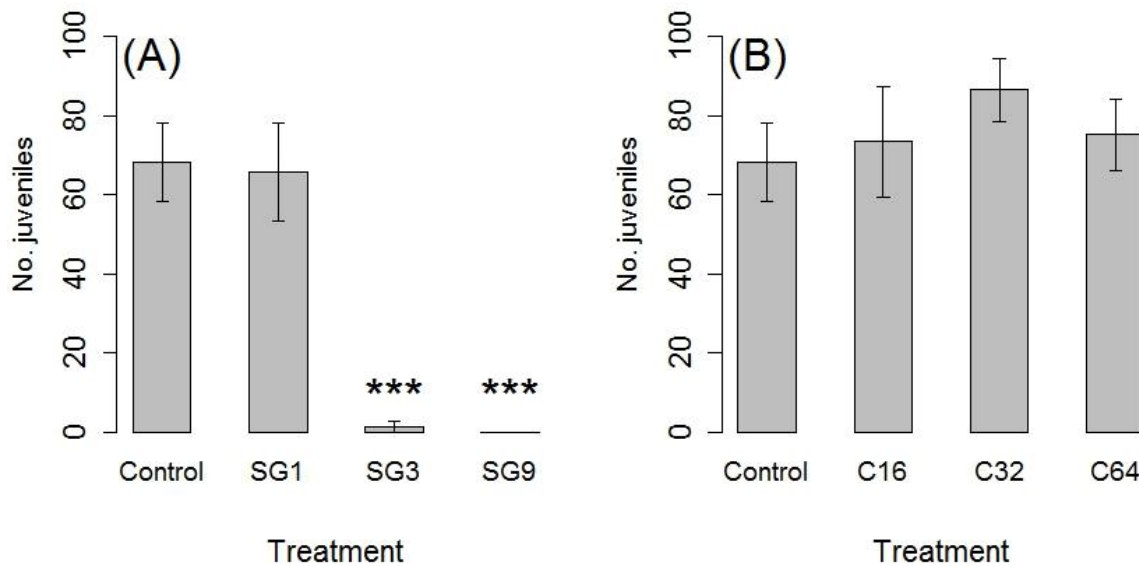 (A)
No. juveniles
100
80
60
40
20
0
*** ***
Control SG1 SG3 SG9
Treatment
(B)
No. juveniles
100
80
60
40
20
0
Control C16 C32 C64
Treatment